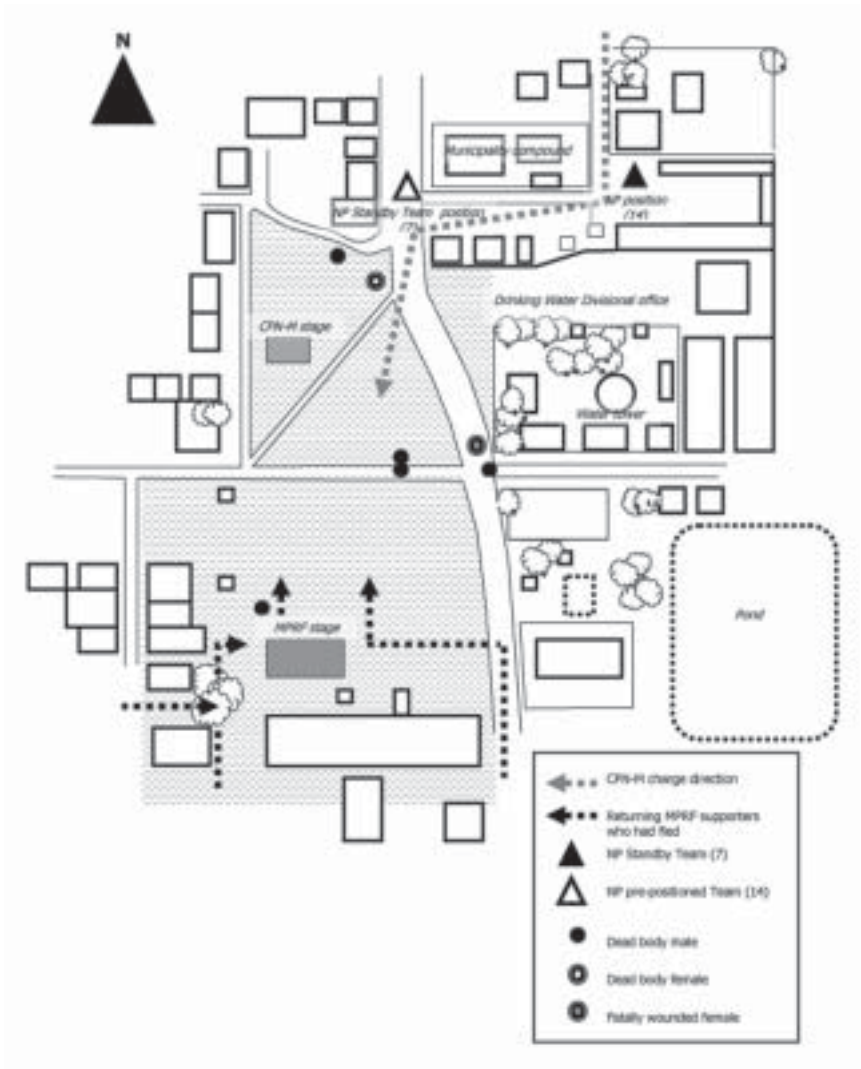 N
Municipality compound
NP Standby Team position
(7)
NP position
(14)
CPN-M stage
Drinking Water Divisional office
Water tower
MPRF stage
Pond
CPN-M charge direction
Returning MPRF supporters
who had fled
NP Standby Team (7)
NP pre-positioned Team (14)
Dead body male
Dead body female
Fatally wounded female